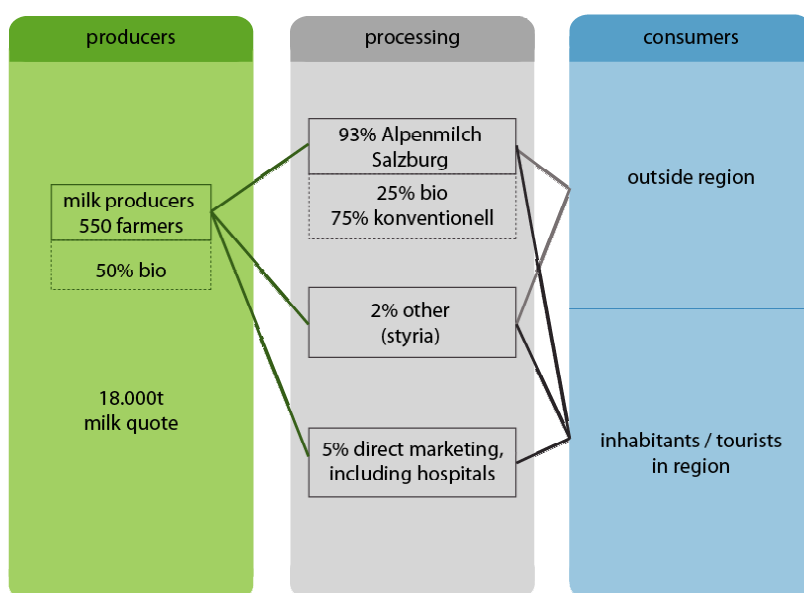 producers
milk producers
550 farmers
50% bio
18.000t
milk quote
processing
93% Alpenmilch
Salzburg
25% bio
75% konventionell
2% other
(styria)
5% direct marketing,
including hospitals
consumers
outside region
inhabitants / tourists
in region